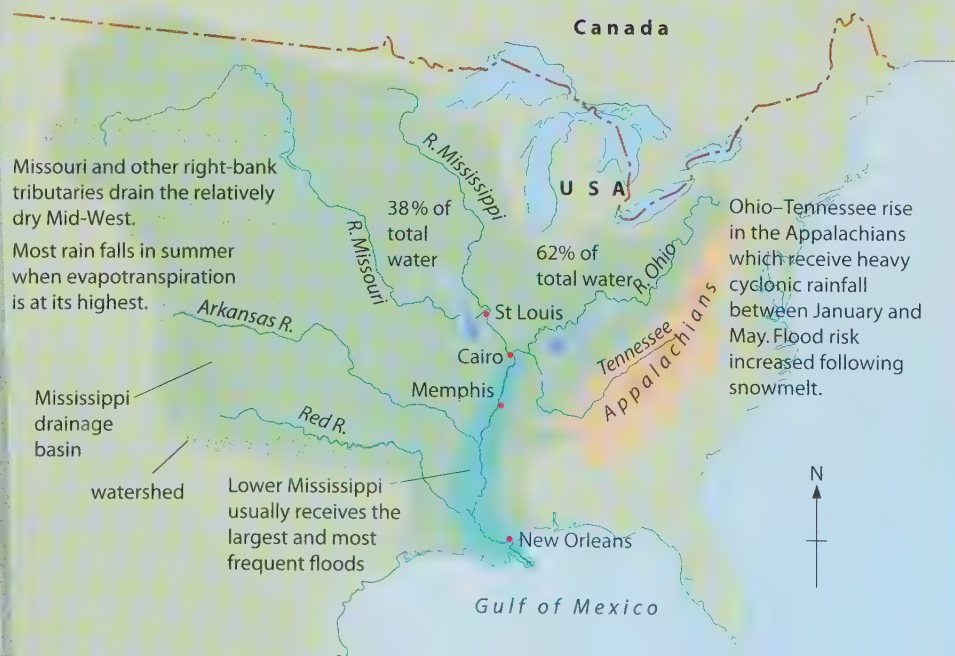 Canada
Missouri and other right-bank
tributaries drain the relatively
dry Mid-West.
Most rain falls in summer
when evapotranspiration
is at its highest.
R. Mississippi
38% of
total
water
R. Missouri
U S A
62% of
total water
R. Ohio
Ohio–Tennessee rise
in the Appalachians
which receive heavy
cyclonic rainfall
between January and
May. Flood risk
increased following
snowmelt.
Arkansas R.
St Louis
Cairo
Tennessee
Appalachians
Memphis
Mississippi
drainage
basin
Red R.
watershed
Lower Mississippi
usually receives the
largest and most
frequent floods
N
New Orleans
Gulf of Mexico